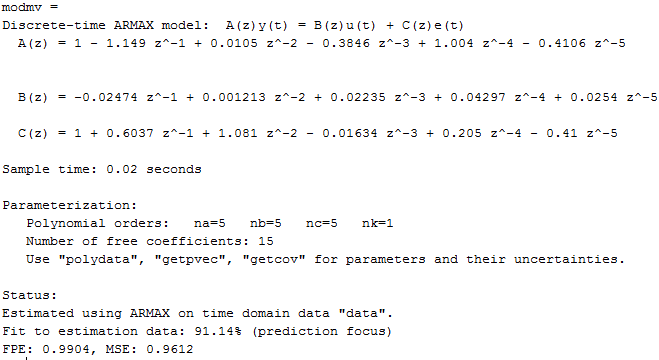 modmv =
Discrete-time ARMAX model:  A(z)y(t) = B(z)u(t) + C(z)e(t)
  A(z) = 1 - 1.149 z^-1 + 0.0105 z^-2 - 0.3846 z^-3 + 1.004 z^-4 - 0.4106 z^-5
  B(z) = -0.02474 z^-1 + 0.001213 z^-2 + 0.02235 z^-3 + 0.04297 z^-4 + 0.0254 z^-5
  C(z) = 1 + 0.6037 z^-1 + 1.081 z^-2 - 0.01634 z^-3 + 0.205 z^-4 - 0.41 z^-5
Sample time: 0.02 seconds
Parameterization:
   Polynomial orders:   na=5   nb=5   nc=5   nk=1
   Number of free coefficients: 15
   Use "polydata", "getpvec", "getcov" for parameters and their uncertainties.
Status:
Estimated using ARMAX on time domain data "data".
Fit to estimation data: 91.14% (prediction focus)
FPE: 0.9904, MSE: 0.9612